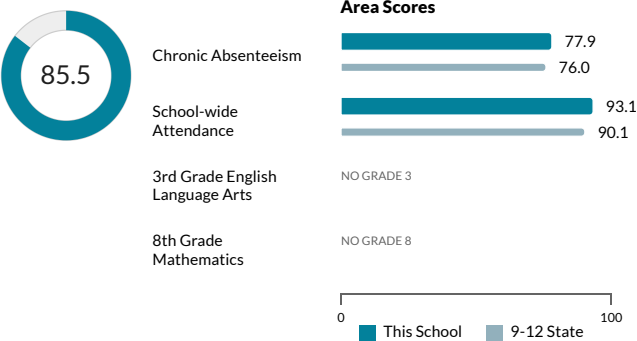 Area Scores
85.5
Chronic Absenteeism
77.9
76.0
School-wide
Attendance
93.1
90.1
3rd Grade English
Language Arts
NO GRADE 3
8th Grade
Mathematics
NO GRADE 8
0
100
This School
9-12 State